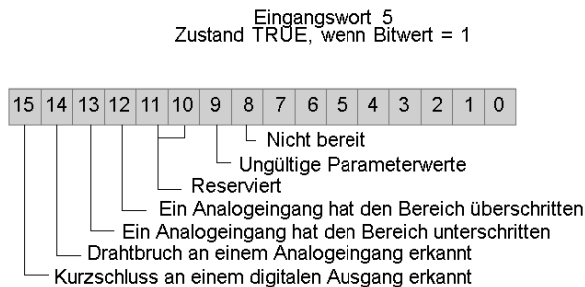 Eingangswort 5
Zustand TRUE, wenn Bitwert = 1
15 14 13 12 11 10 9 8 7 6 5 4 3 2 1 0
Nicht bereit
Ungültige Parameterwerte
Reserviert
Ein Analogeingang hat den Bereich überschritten
Ein Analogeingang hat den Bereich unterschritten
Drahtbruch an einem Analogeingang erkannt
Kurzschluss an einem digitalen Ausgang erkannt